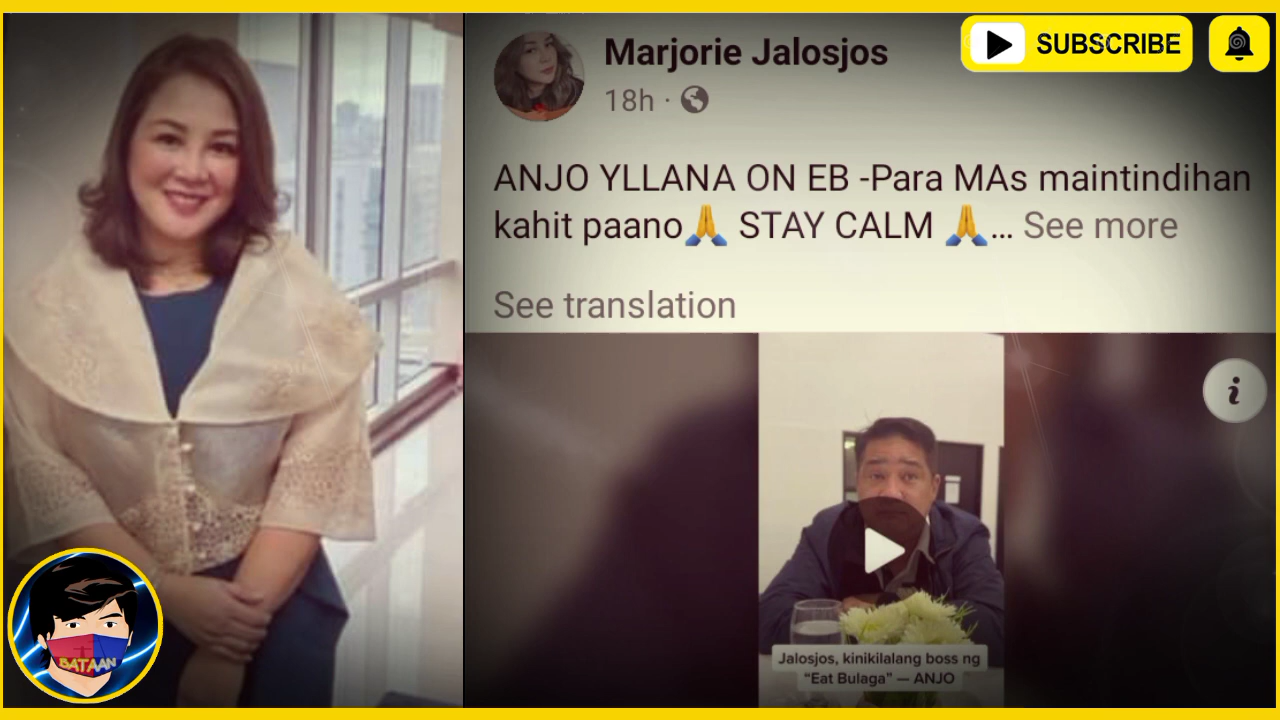 SUBSCRIBE
Marjorie Jalosjos
18h ·
ANJO YLLANA ON EB -Para MAs maintindihan
kahit paano🙏 STAY CALM 🙏... See more
See translation
i
Jalosjos, kinikilalang boss ng
“Eat Bulaga” — ANJO
BATAAN